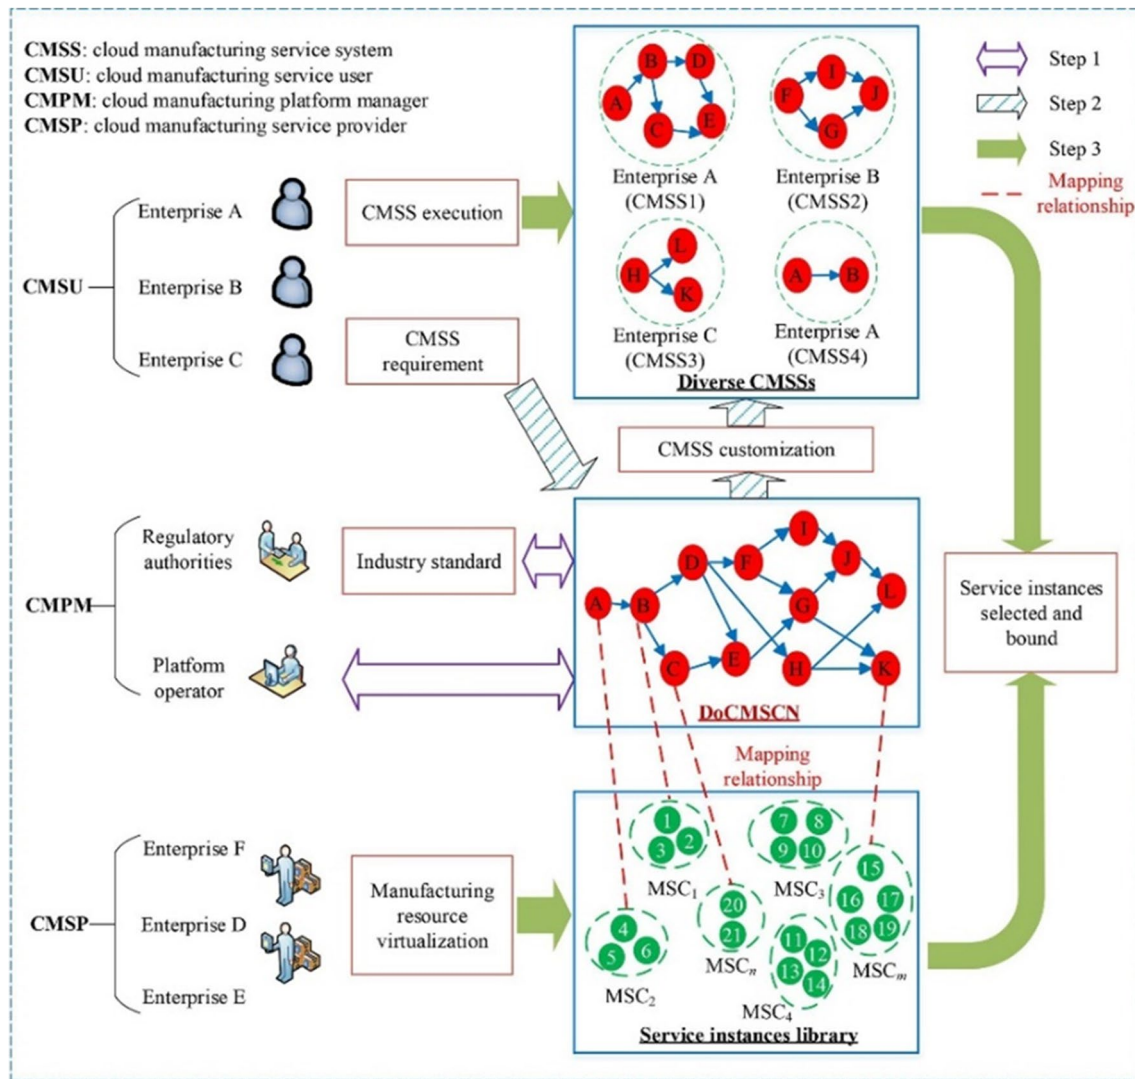 CMSS: cloud manufacturing service system
CMSU: cloud manufacturing service user
CMPM: cloud manufacturing platform manager
CMSP: cloud manufacturing service provider
Step 1
Step 2
Step 3
Mapping
relationship
A
B
D
C
E
Enterprise A
(CMSS1)
F
I
J
G
Enterprise B
(CMSS2)
H
L
K
Enterprise C
(CMSS3)
A
B
Enterprise A
(CMSS4)
Diverse CMSSs
CMSU
Enterprise A
Enterprise B
Enterprise C
CMSS execution
CMSS
requirement
CMSS customization
CMPM
Regulatory
authorities
Platform
operator
Industry standard
A
B
D
F
I
J
L
G
C
E
H
K
DoCMSCN
Service instances
selected and
bound
Mapping
relationship
CMSP
Enterprise F
Enterprise D
Enterprise E
Manufacturing
resource
virtualization
1
2
3
MSC1
7
8
9
10
MSC3
15
16
17
18
19
MSCm
20
21
MSCn
4
5
6
MSC2
11
12
13
14
MSC4
Service instances library